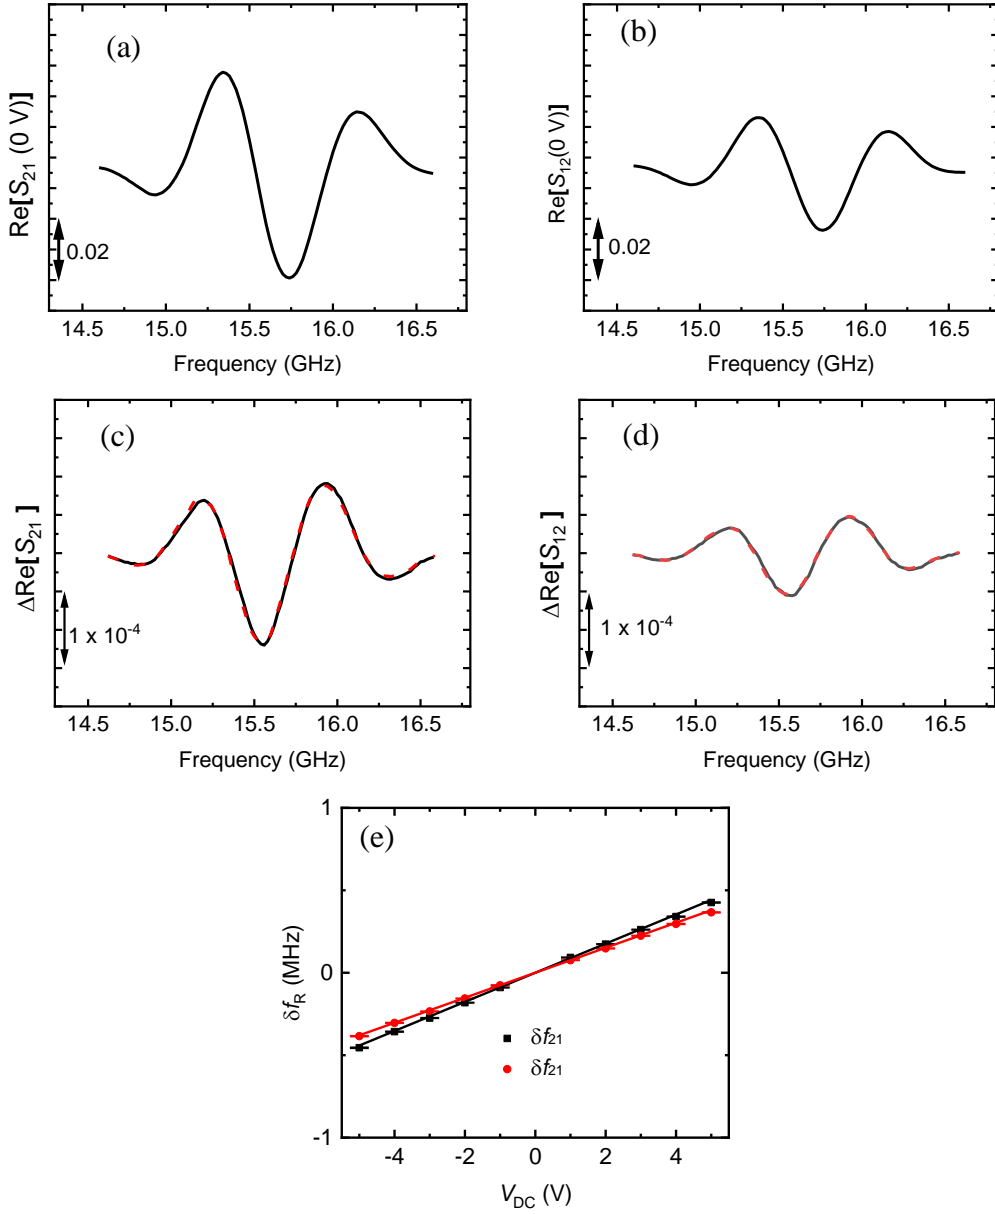 (a)
Re[S21 (0 V)]
0.02
14.5 15.0 15.5 16.0 16.5
Frequency (GHz)
(b)
Re[S12(0 V)]
0.02
14.5 15.0 15.5 16.0 16.5
Frequency (GHz)
(c)
ΔRe[S21]
1 x 10-4
14.5 15.0 15.5 16.0 16.5
Frequency (GHz)
(d)
ΔRe[S12 ]
1 x 10-4
14.5 15.0 15.5 16.0 16.5
Frequency (GHz)
(e)
1
0
-1
δfR (MHz)
δf21
δf21
-4 -2 0 2 4
VDC (V)